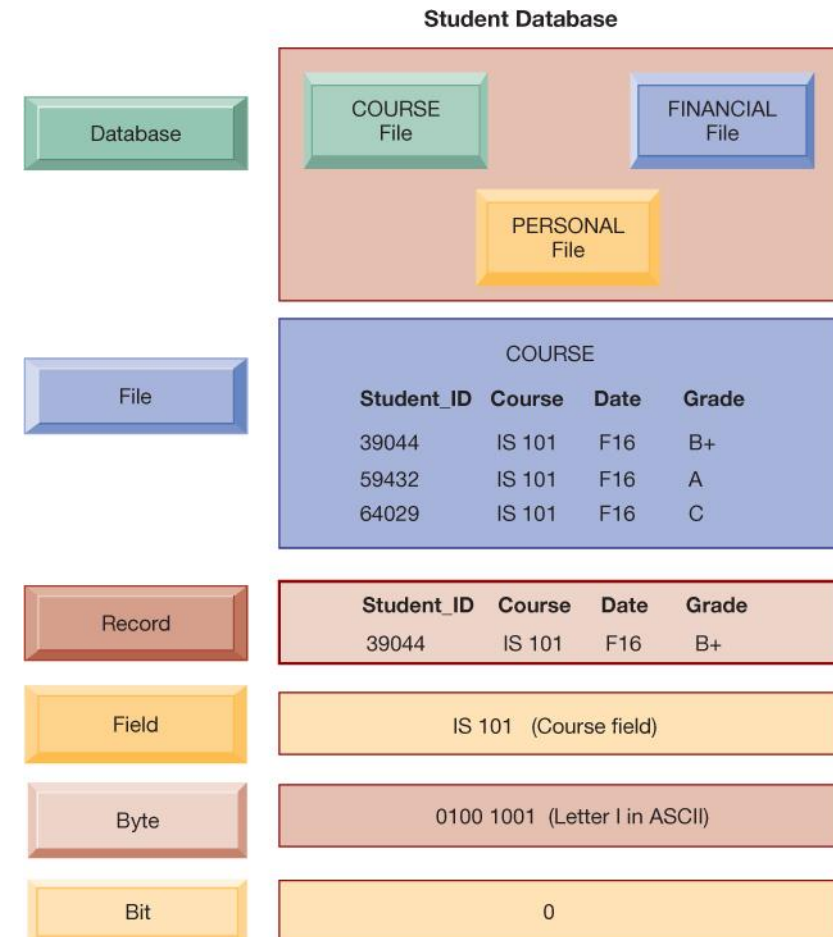 Student Database
Database
COURSE
File
FINANCIAL
File
PERSONAL
File
File
COURSE
Student_ID Course Date Grade
39044 IS 101 F16 B+
59432 IS 101 F16 A
64029 IS 101 F16 C
Record
Student_ID Course Date Grade
39044 IS 101 F16 B+
Field
IS 101 (Course field)
Byte
0100 1001 (Letter I in ASCII)
Bit
0